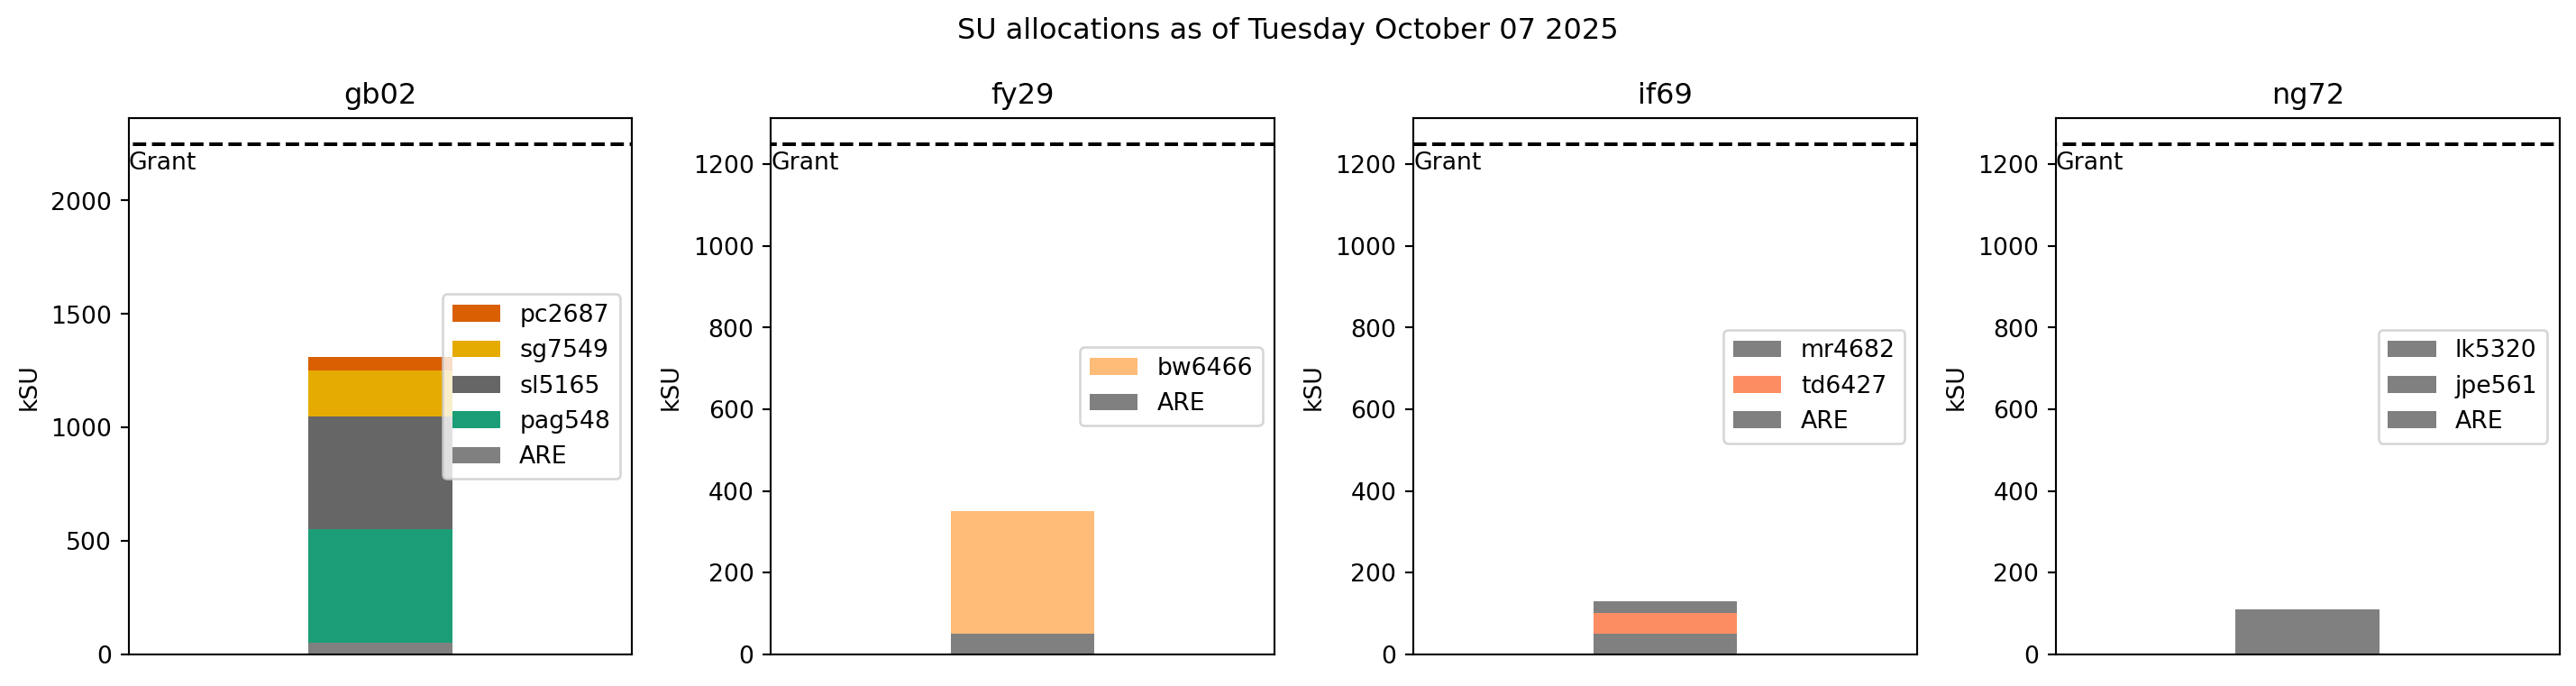 SU allocations as of Tuesday October 07 2025
gb02
kSU
2000
1500
1000
500
0
Grant
pc2687
sg7549
sl5165
pag548
ARE
fy29
kSU
1200
1000
800
600
400
200
0
Grant
bw6466
ARE
if69
kSU
1200
1000
800
600
400
200
0
Grant
mr4682
td6427
ARE
ng72
kSU
1200
1000
800
600
400
200
0
Grant
lk5320
jpe561
ARE